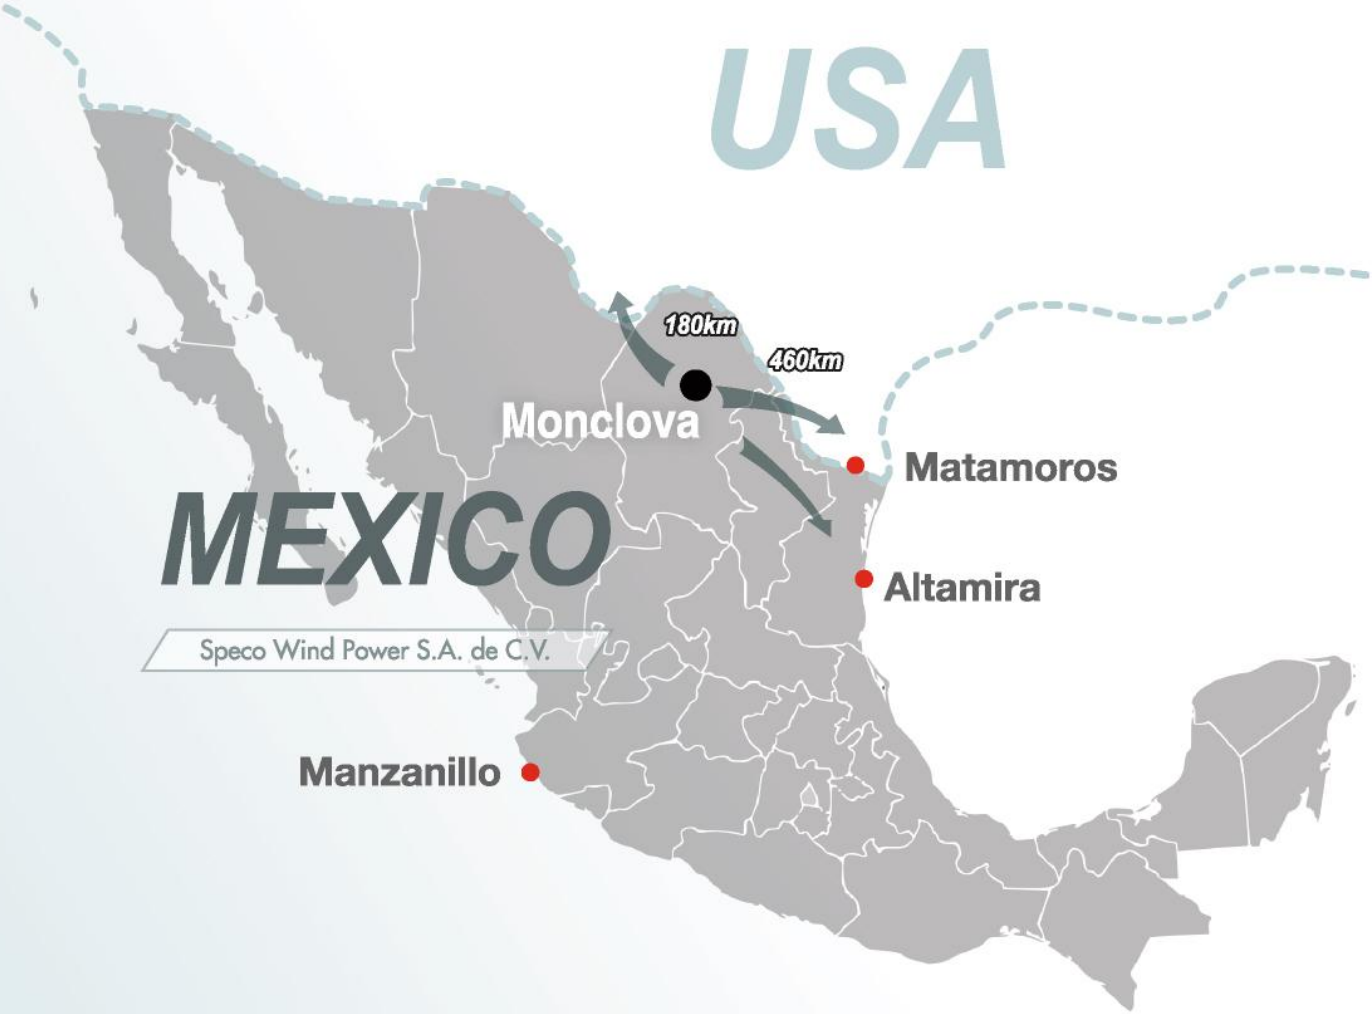 USA
180km
460km
Monclova
Matamoros
MEXICO
Altamira
Speco Wind Power S.A. de C.V.
Manzanillo